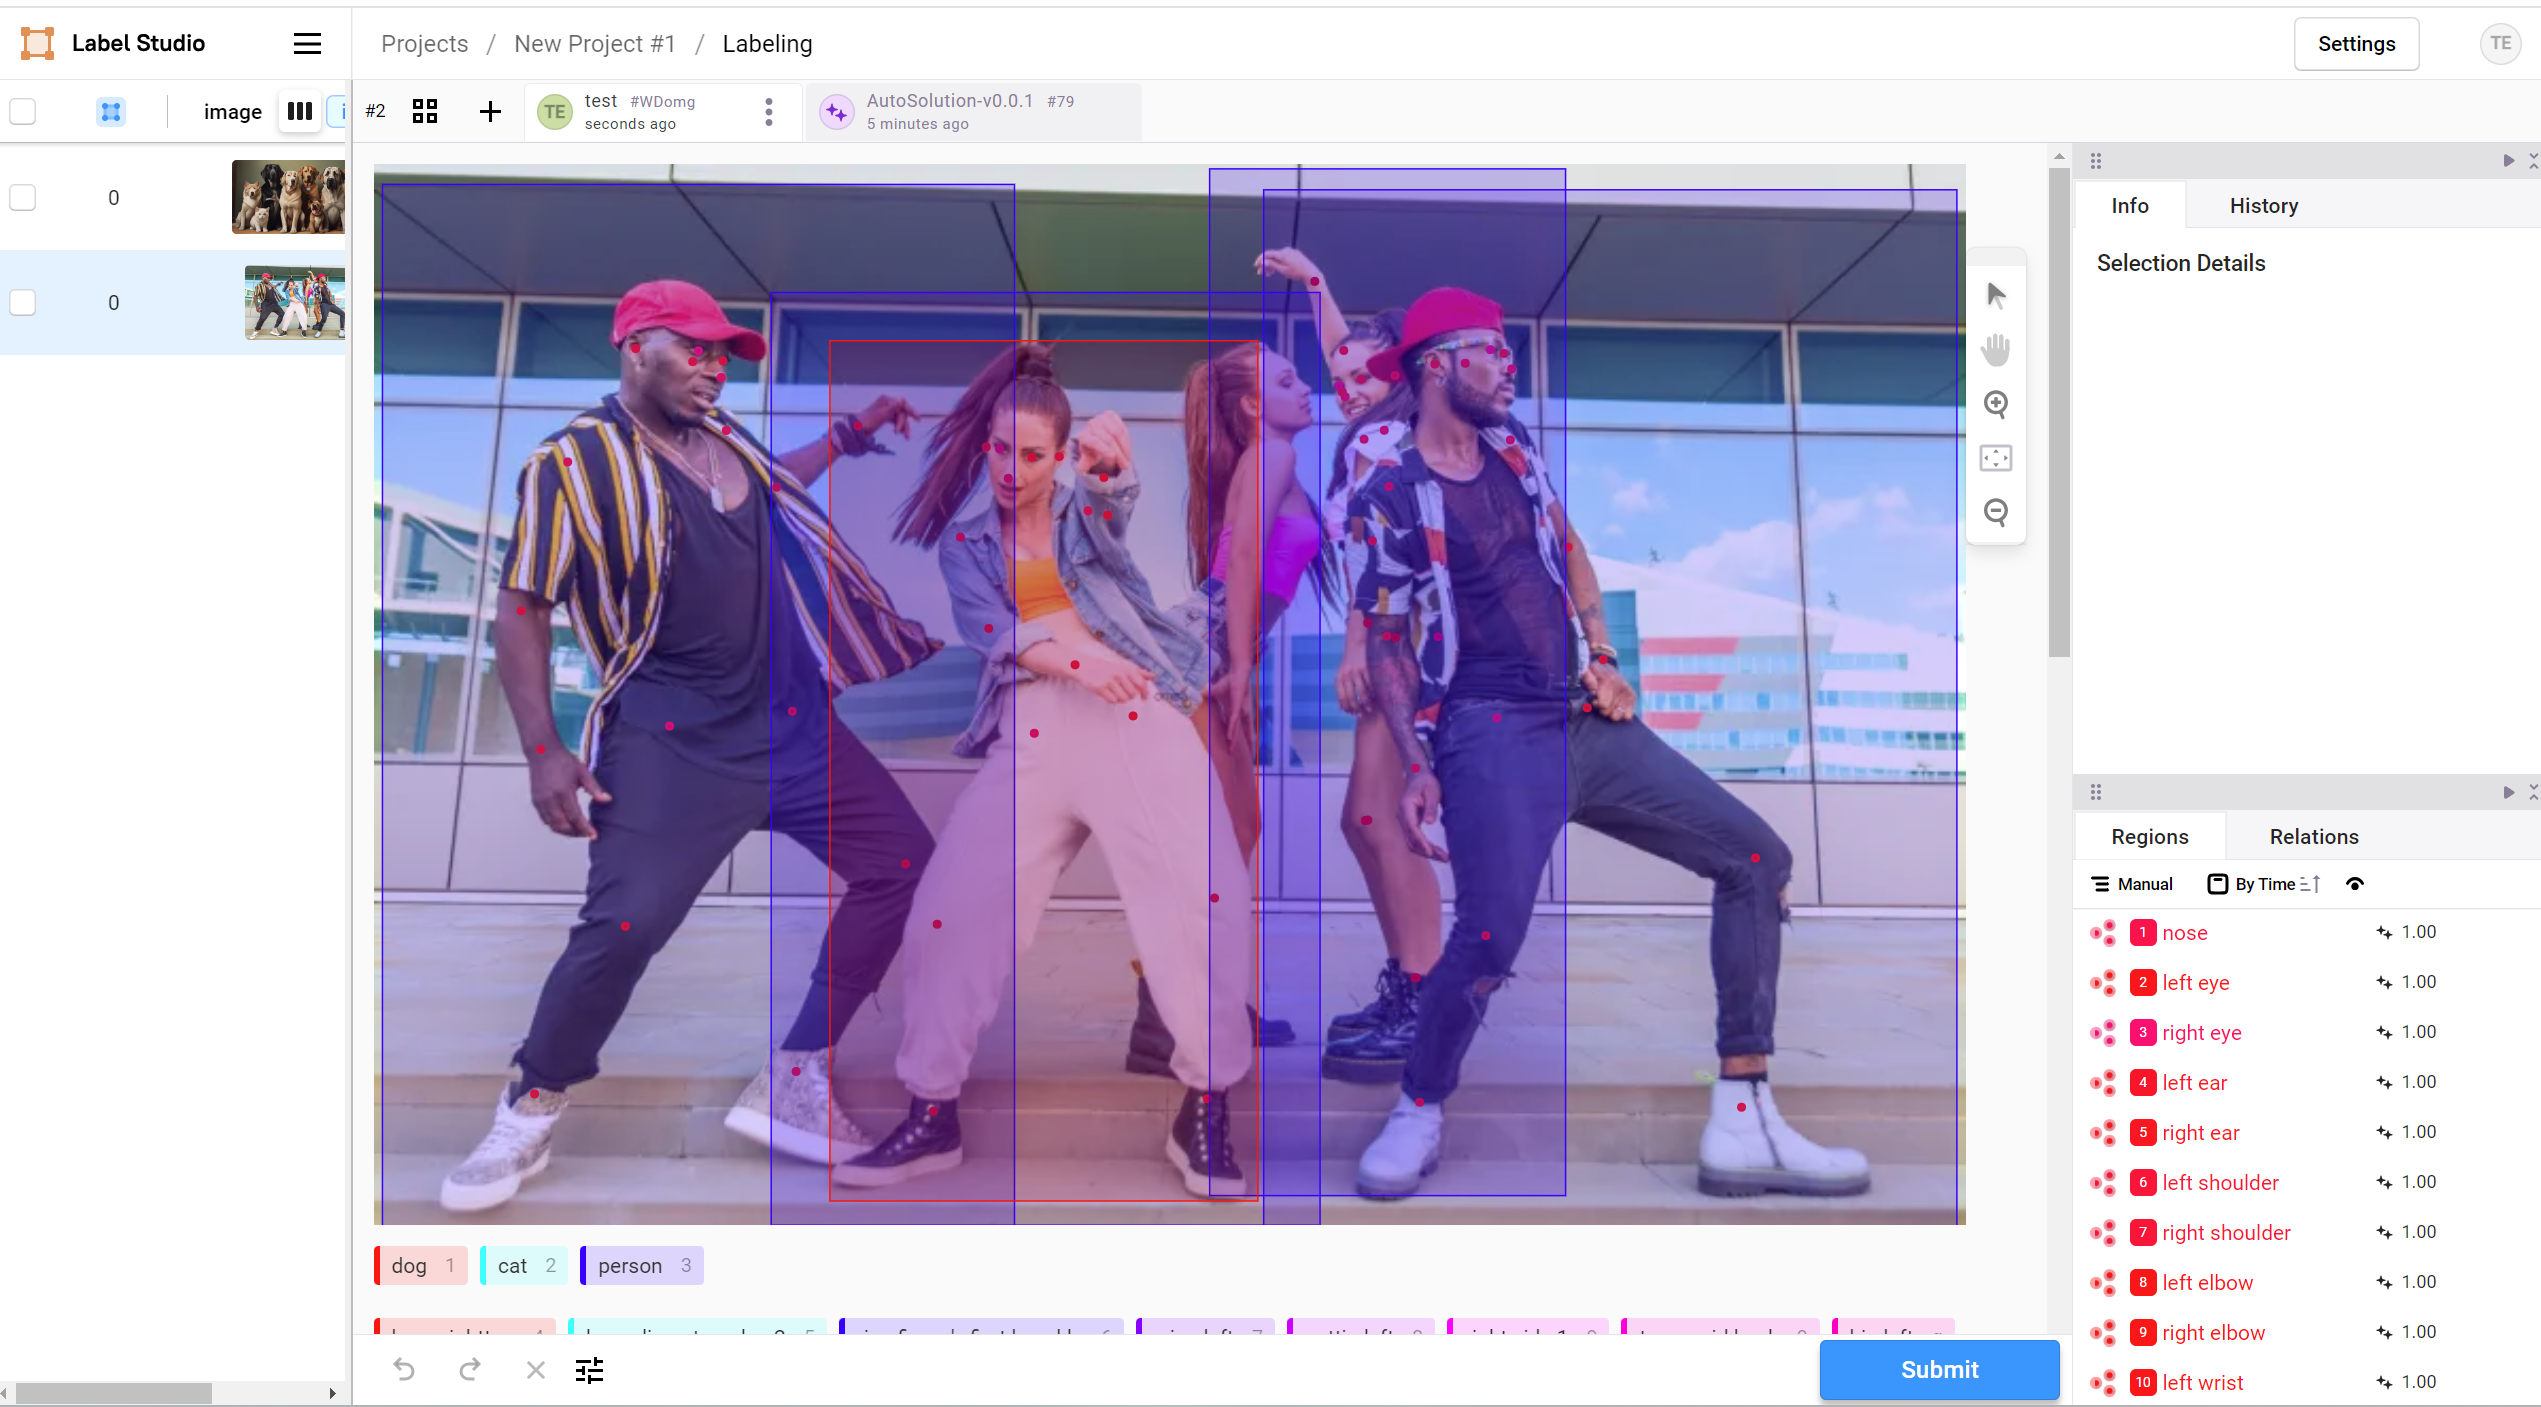 Label Studio
Projects / New Project #1 / Labeling
Settings
TE
image
#2
TE
test #WDomg
seconds ago
AutoSolution-v0.0.1 #79
5 minutes ago
0
0
Info
History
Selection Details
Regions
Relations
Manual
By Time
1 nose 1.00
2 left eye 1.00
3 right eye 1.00
4 left ear 1.00
5 right ear 1.00
6 left shoulder 1.00
7 right shoulder 1.00
8 left elbow 1.00
9 right elbow 1.00
10 left wrist 1.00
dog 1
cat 2
person 3
Submit